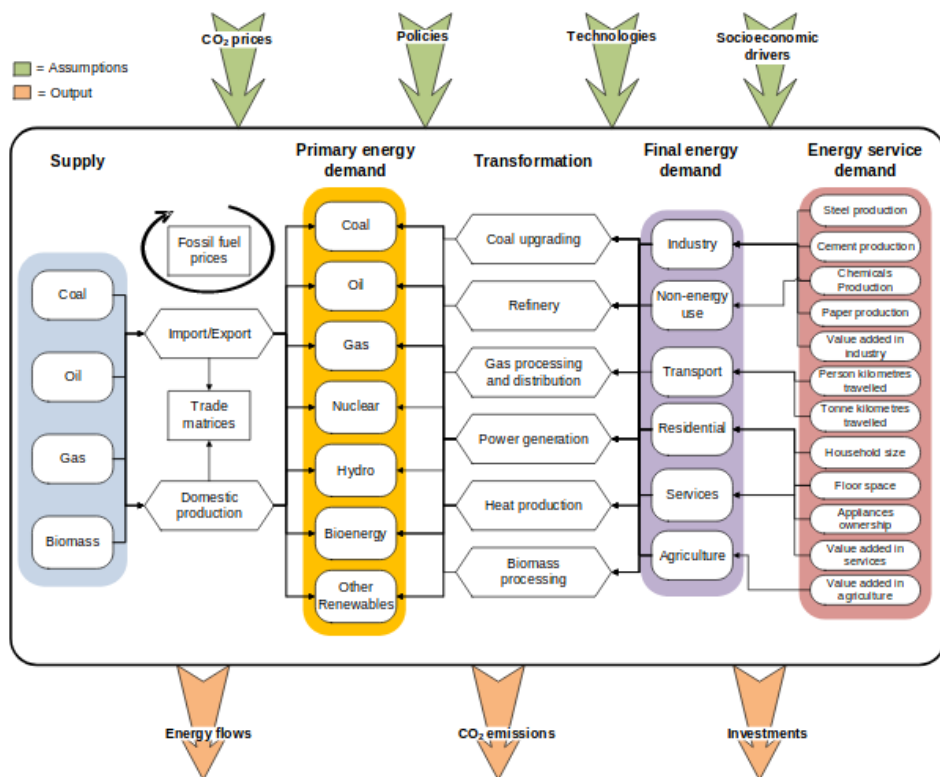 CO₂ prices
Policies
Technologies
Socioeconomic
drivers
= Assumptions
= Output
Supply
Primary energy
demand
Transformation
Final energy
demand
Energy service
demand
Fossil fuel
prices
Coal
Oil
Gas
Biomass
Import/Export
Trade
matrices
Domestic
production
Coal
Oil
Gas
Nuclear
Hydro
Bioenergy
Other
Renewables
Coal upgrading
Refinery
Gas processing
and distribution
Power generation
Heat production
Biomass
processing
Industry
Non-energy
use
Transport
Residential
Services
Agriculture
Steel production
Cement production
Chemicals
Production
Paper production
Value added in
Industry
Person kilometres
travelled
Tonne kilometres
travelled
Household size
Floor space
Appliances
ownership
Value added in
services
Value added in
agriculture
Energy flows
CO₂ emissions
Investments